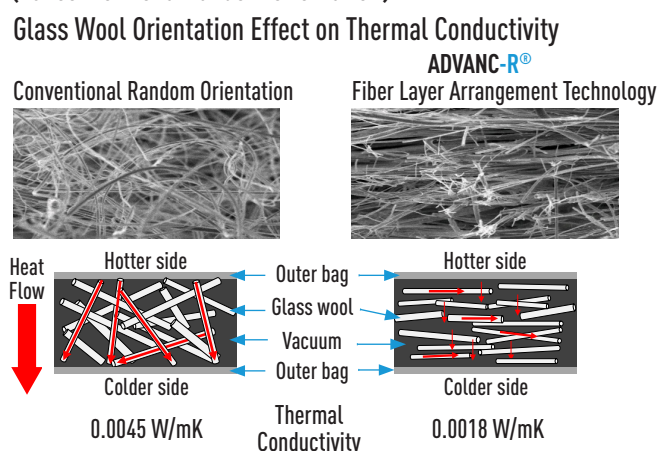 Glass Wool Orientation Effect on Thermal Conductivity
ADVANC-R®
Conventional Random Orientation
Fiber Layer Arrangement Technology
Heat
Flow
Hotter side
Outer bag
Hotter side
Glass wool
Vacuum
Outer bag
Colder side
Colder side
0.0045 W/mK
Thermal
Conductivity
0.0018 W/mK